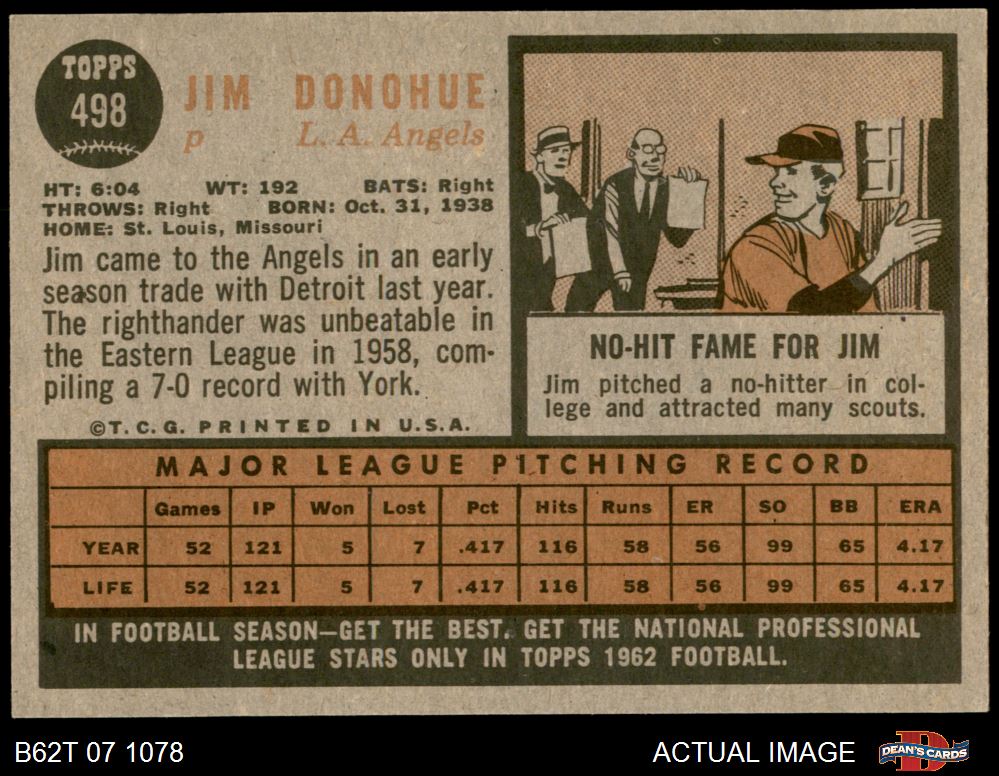 TOPPS
498
JIM DONOHUE
p L. A. Angels
HT: 6:04 WT: 192 BATS: Right
THROWS: Right BORN: Oct. 31, 1938
HOME: St. Louis, Missouri
Jim came to the Angels in an early
season trade with Detroit last year.
The righthander was unbeatable in
the Eastern League in 1958, com-
piling a 7-0 record with York.
©T. C. G. PRINTED IN U.S.A.
NO-HIT FAME FOR JIM
Jim pitched a no-hitter in col-
lege and attracted many scouts.
MAJOR LEAGUE PITCHING RECORD
Games IP Won Lost Pct Hits Runs ER SO BB ERA
YEAR 52 121 5 7 .417 116 58 56 99 65 4.17
LIFE 52 121 5 7 .417 116 58 56 99 65 4.17
IN FOOTBALL SEASON—GET THE BEST. GET THE NATIONAL PROFESSIONAL
LEAGUE STARS ONLY IN TOPPS 1962 FOOTBALL.
B62T 07 1078 ACTUAL IMAGE D DEAN'S CARDS